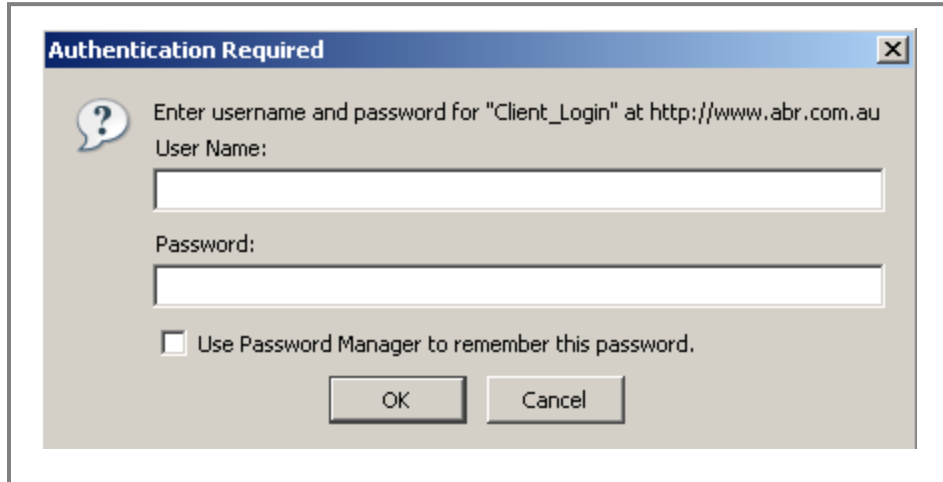 Authentication Required
Enter username and password for "Client_Login" at http://www.abr.com.au
User Name:
Password:
Use Password Manager to remember this password.
OK Cancel